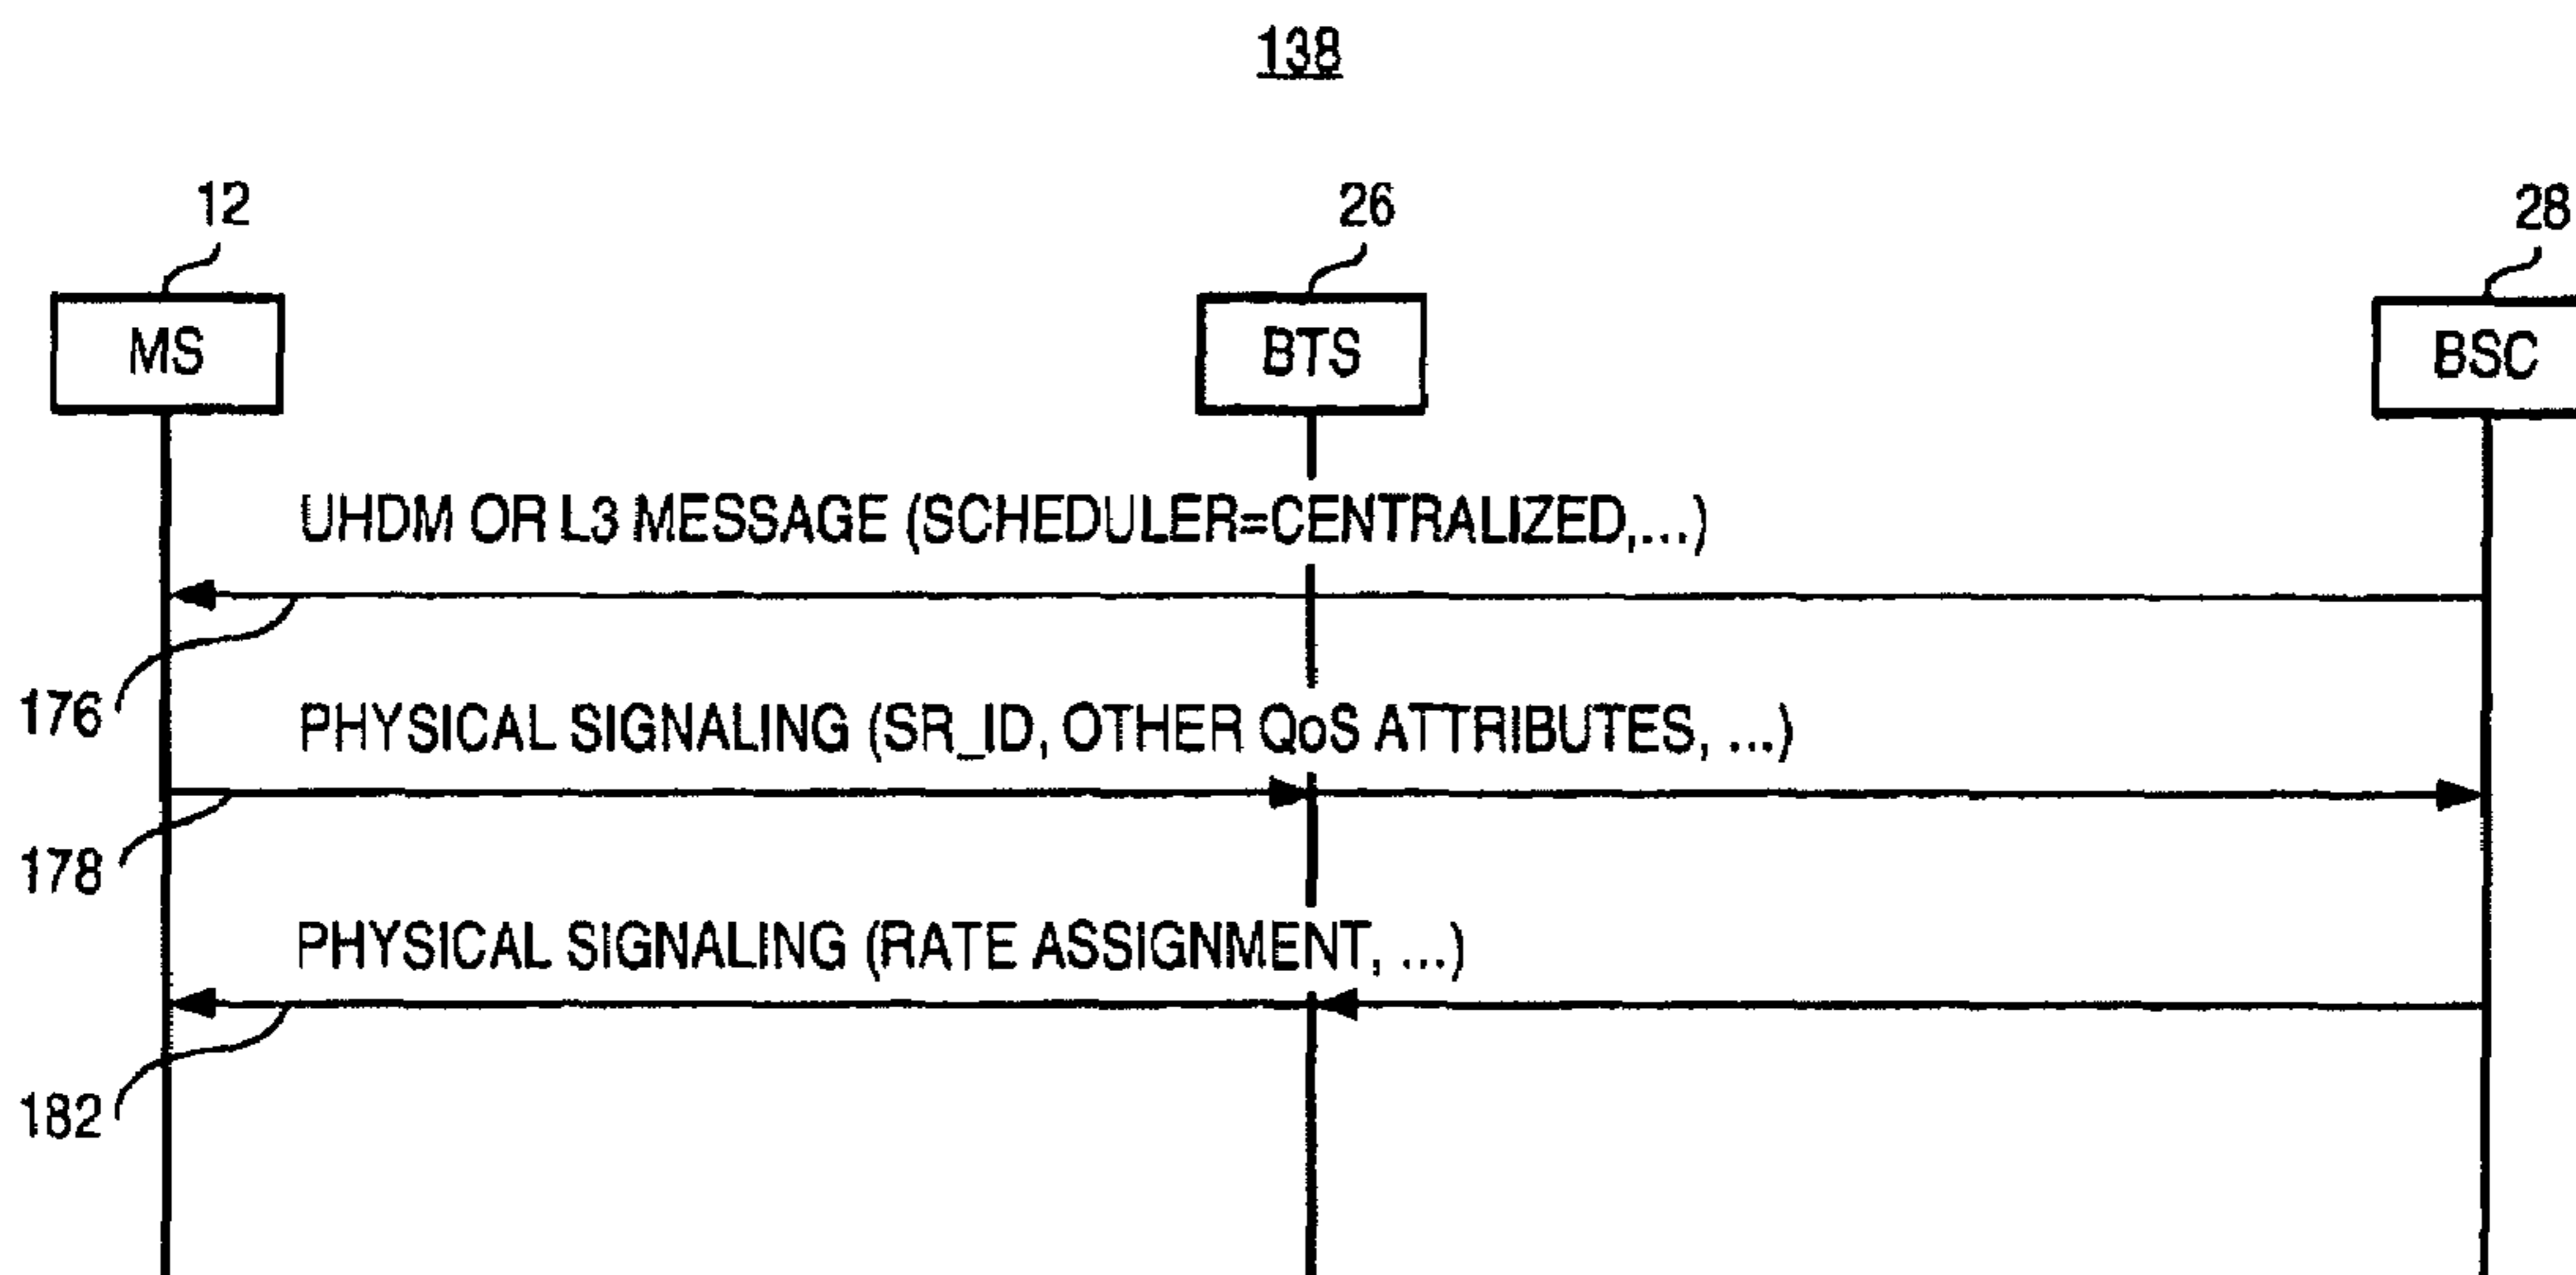 138
12
26
28
MS
BTS
BSC
UHDM OR L3 MESSAGE (SCHEDULER=CENTRALIZED,...)
176
PHYSICAL SIGNALING (SR_ID, OTHER QoS ATTRIBUTES, ...)
178
PHYSICAL SIGNALING (RATE ASSIGNMENT, ...)
182